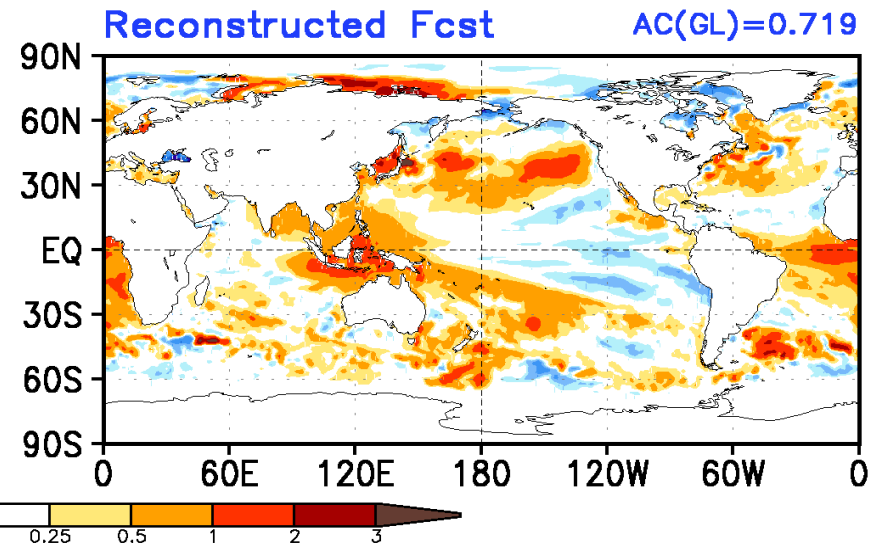 Reconstructed Fcst AC(GL)=0.719
90N
60N
30N
EQ
30S
60S
90S
0 60E 120E 180 120W 60W 0
0.25 0.5 1 2 3